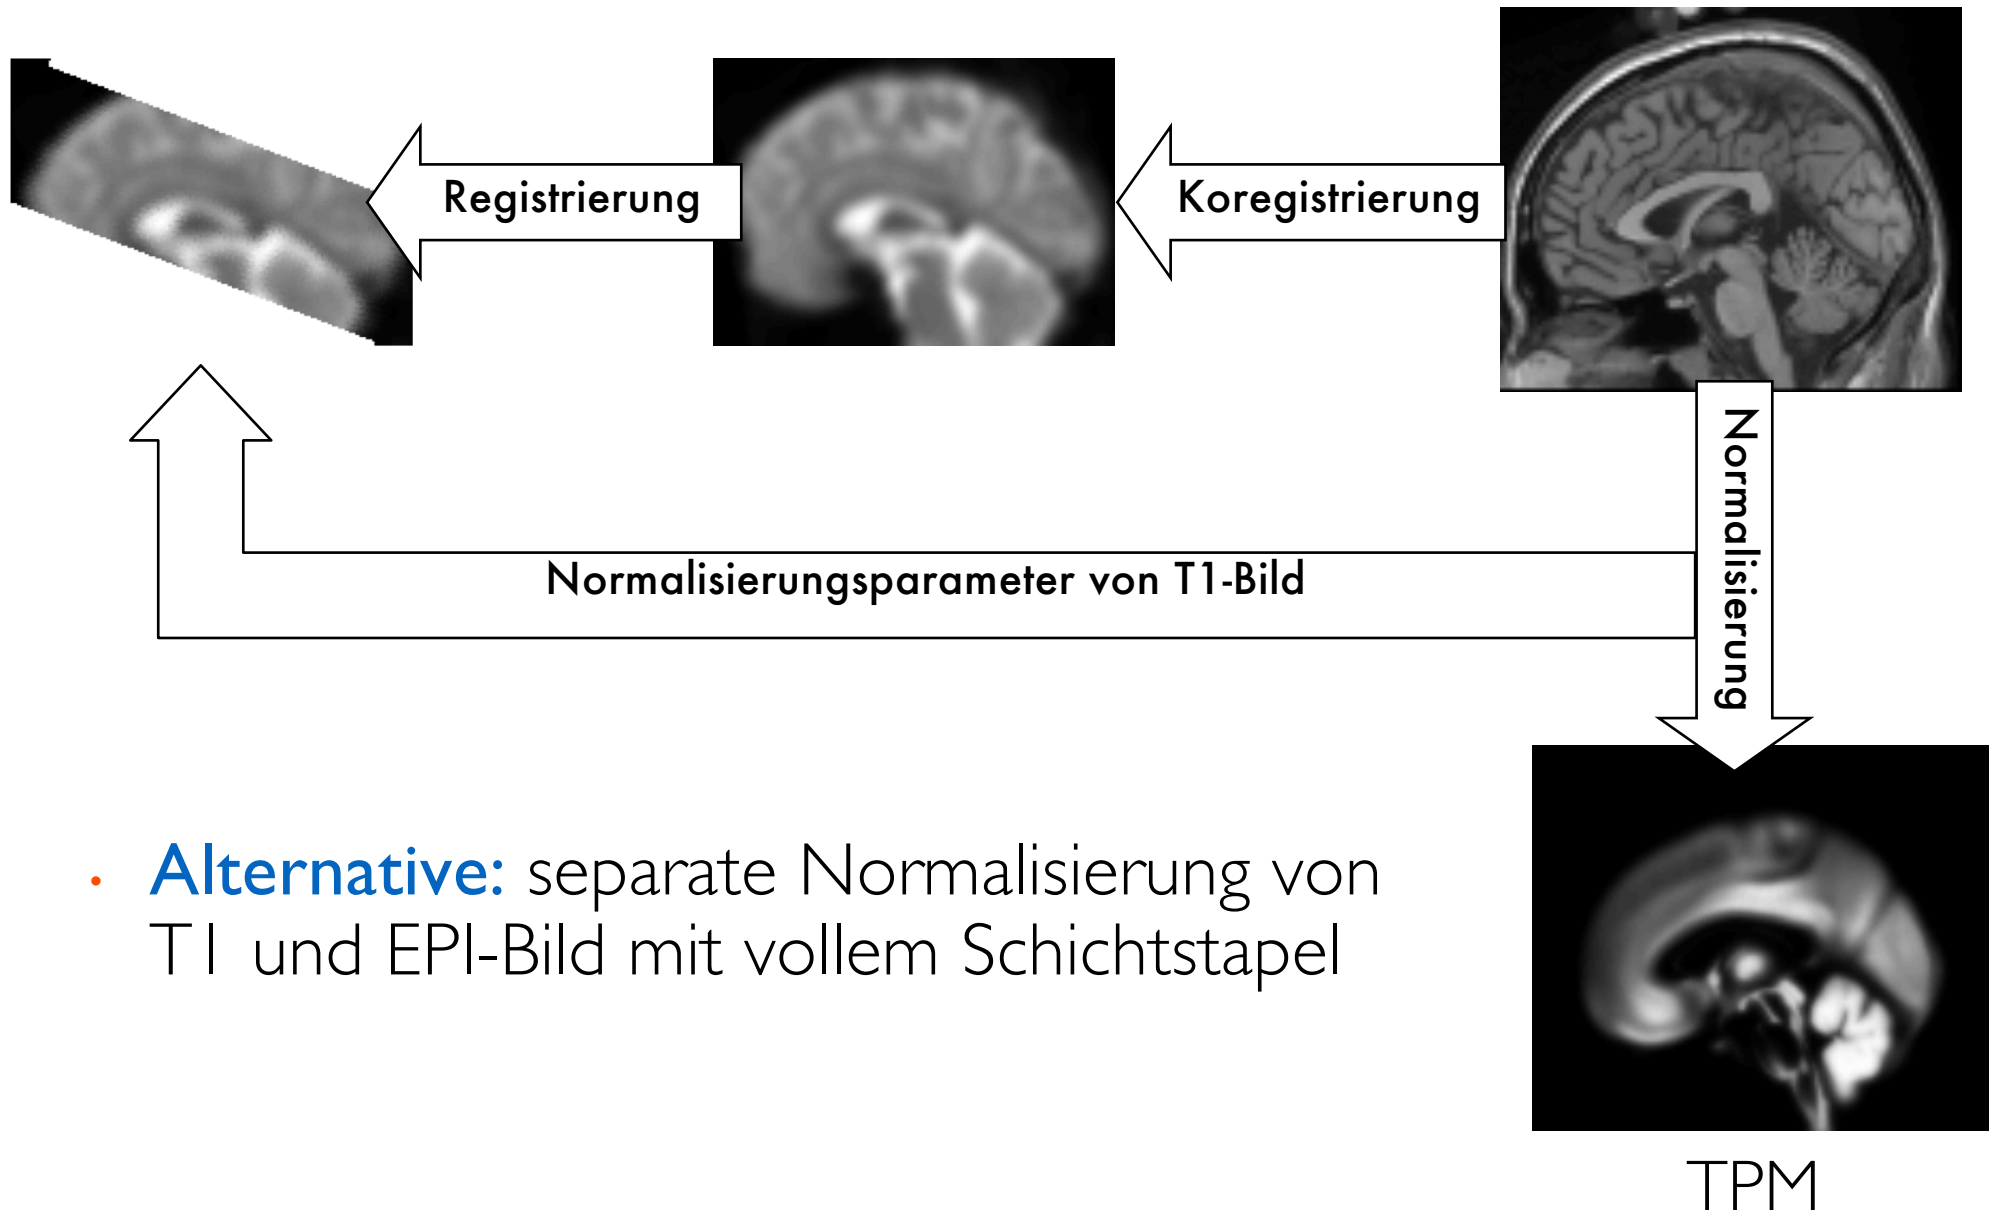 Registrierung
Koregistrierung
Normalisierung
Normalisierungsparameter von T1-Bild
• Alternative: separate Normalisierung von
T1 und EPI-Bild mit vollem Schichtstapel
TPM